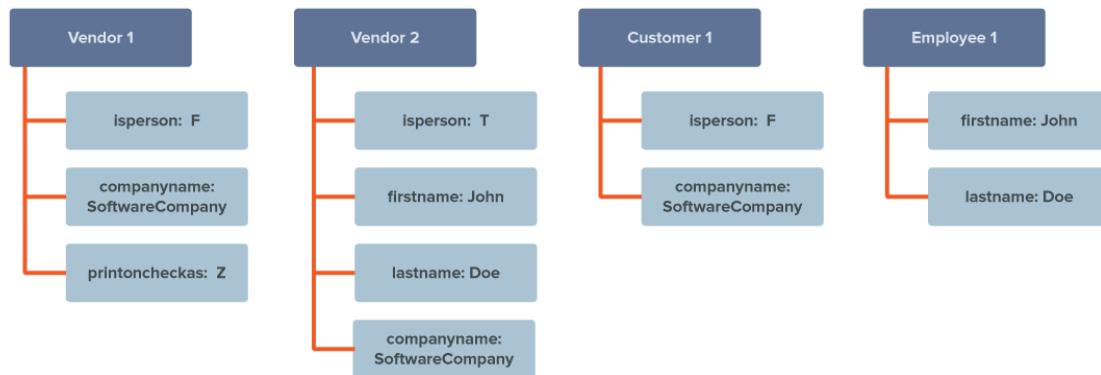 Vendor 1
isperson: F
companyname:
SoftwareCompany
printoncheckas: Z
Vendor 2
isperson: T
firstname: John
lastname: Doe
companyname:
SoftwareCompany
Customer 1
isperson: F
companyname:
SoftwareCompany
Employee 1
firstname: John
lastname: Doe